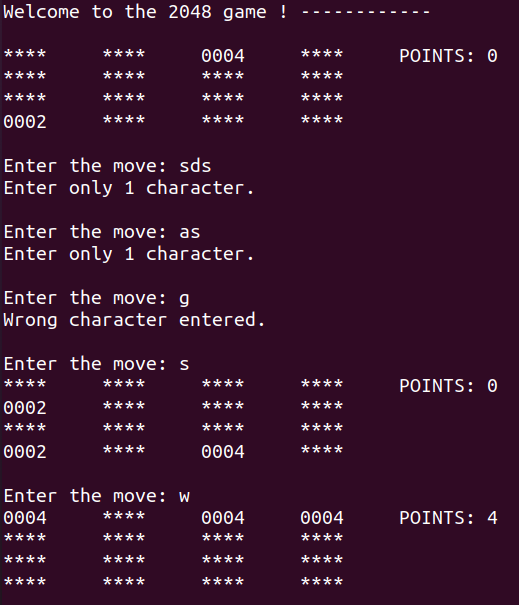 Welcome to the 2048 game ! ------------
**** **** 0004 **** POINTS: 0
**** **** **** ****
**** **** **** ****
0002 **** **** ****
Enter the move: sds
Enter only 1 character.
Enter the move: as
Enter only 1 character.
Enter the move: g
Wrong character entered.
Enter the move: s
**** **** **** **** POINTS: 0
0002 **** **** ****
**** **** **** ****
0002 **** 0004 ****
Enter the move: w
0004 **** 0004 0004 POINTS: 4
**** **** **** ****
**** **** **** ****
**** **** **** ****